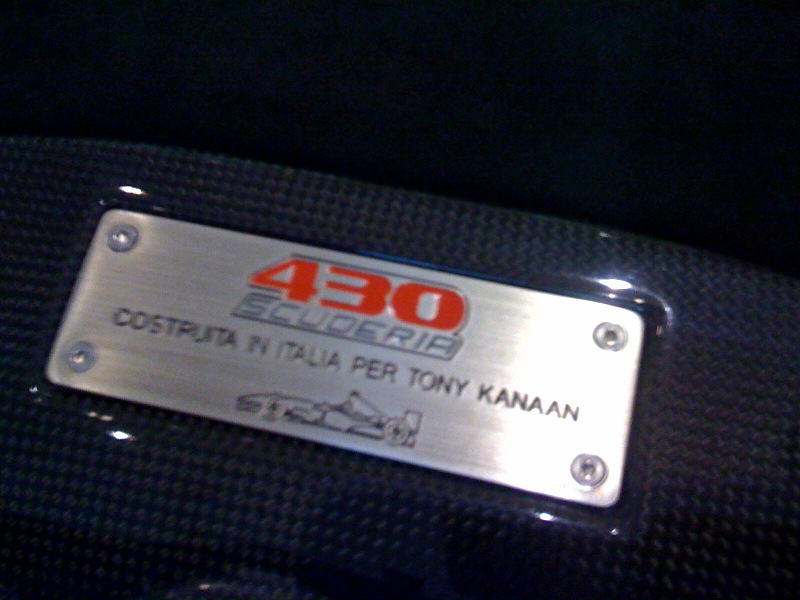 430
SCUDERIA
COSTRUITA IN ITALIA PER TONY KANAAN